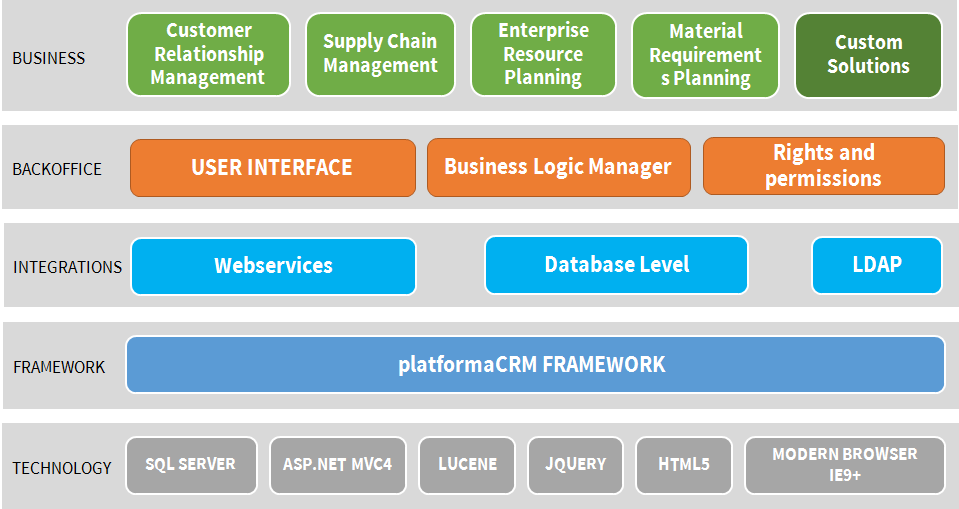 BUSINESS
Customer
Relationship
Management
Supply Chain
Management
Enterprise
Resource
Planning
Material
Requirement
s Planning
Custom
Solutions
BACKOFFICE
USER INTERFACE
Business Logic Manager
Rights and
permissions
INTEGRATIONS
Webservices
Database Level
LDAP
FRAMEWORK
platformaCRM FRAMEWORK
TECHNOLOGY
SQL SERVER
ASP.NET MVC4
LUCENE
JQUERY
HTML5
MODERN BROWSER
IE9+